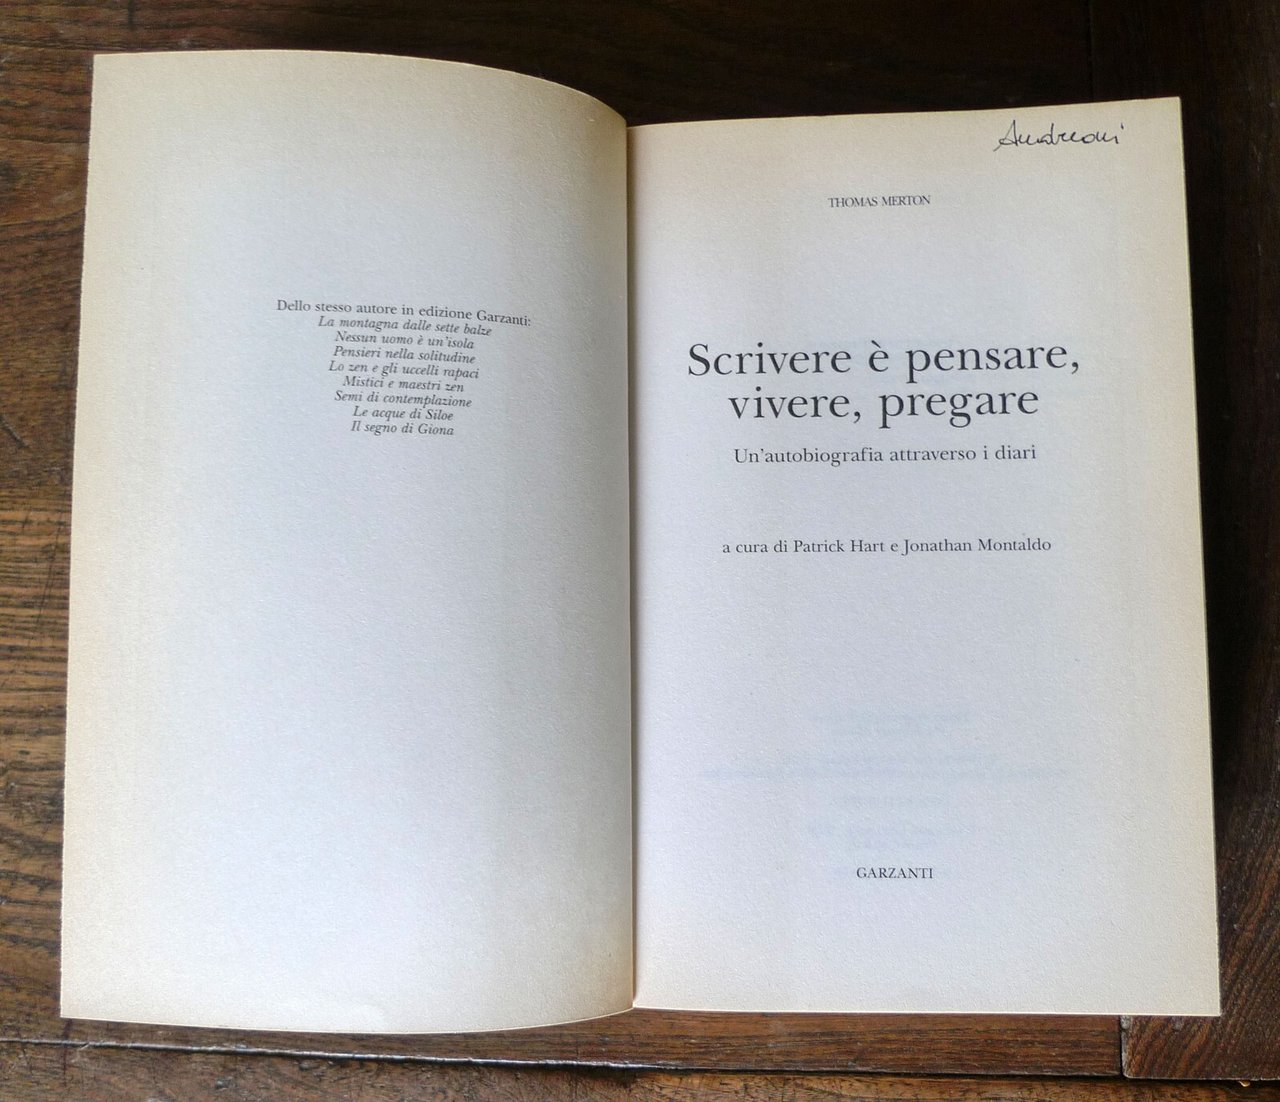 Dello stesso autore in edizione Garzanti:
La montagna dalle sette balze
Nessun uomo è un'isola
Pensieri nella solitudine
Lo zen e gli uccelli rapaci
Mistici e maestri zen
Semi di contemplazione
Le acque di Siloe
Il segno di Giona
Andreoni
THOMAS MERTON
Scrivere è pensare,
vivere, pregare
Un'autobiografia attraverso i diari
a cura di Patrick Hart e Jonathan Montaldo
GARZANTI